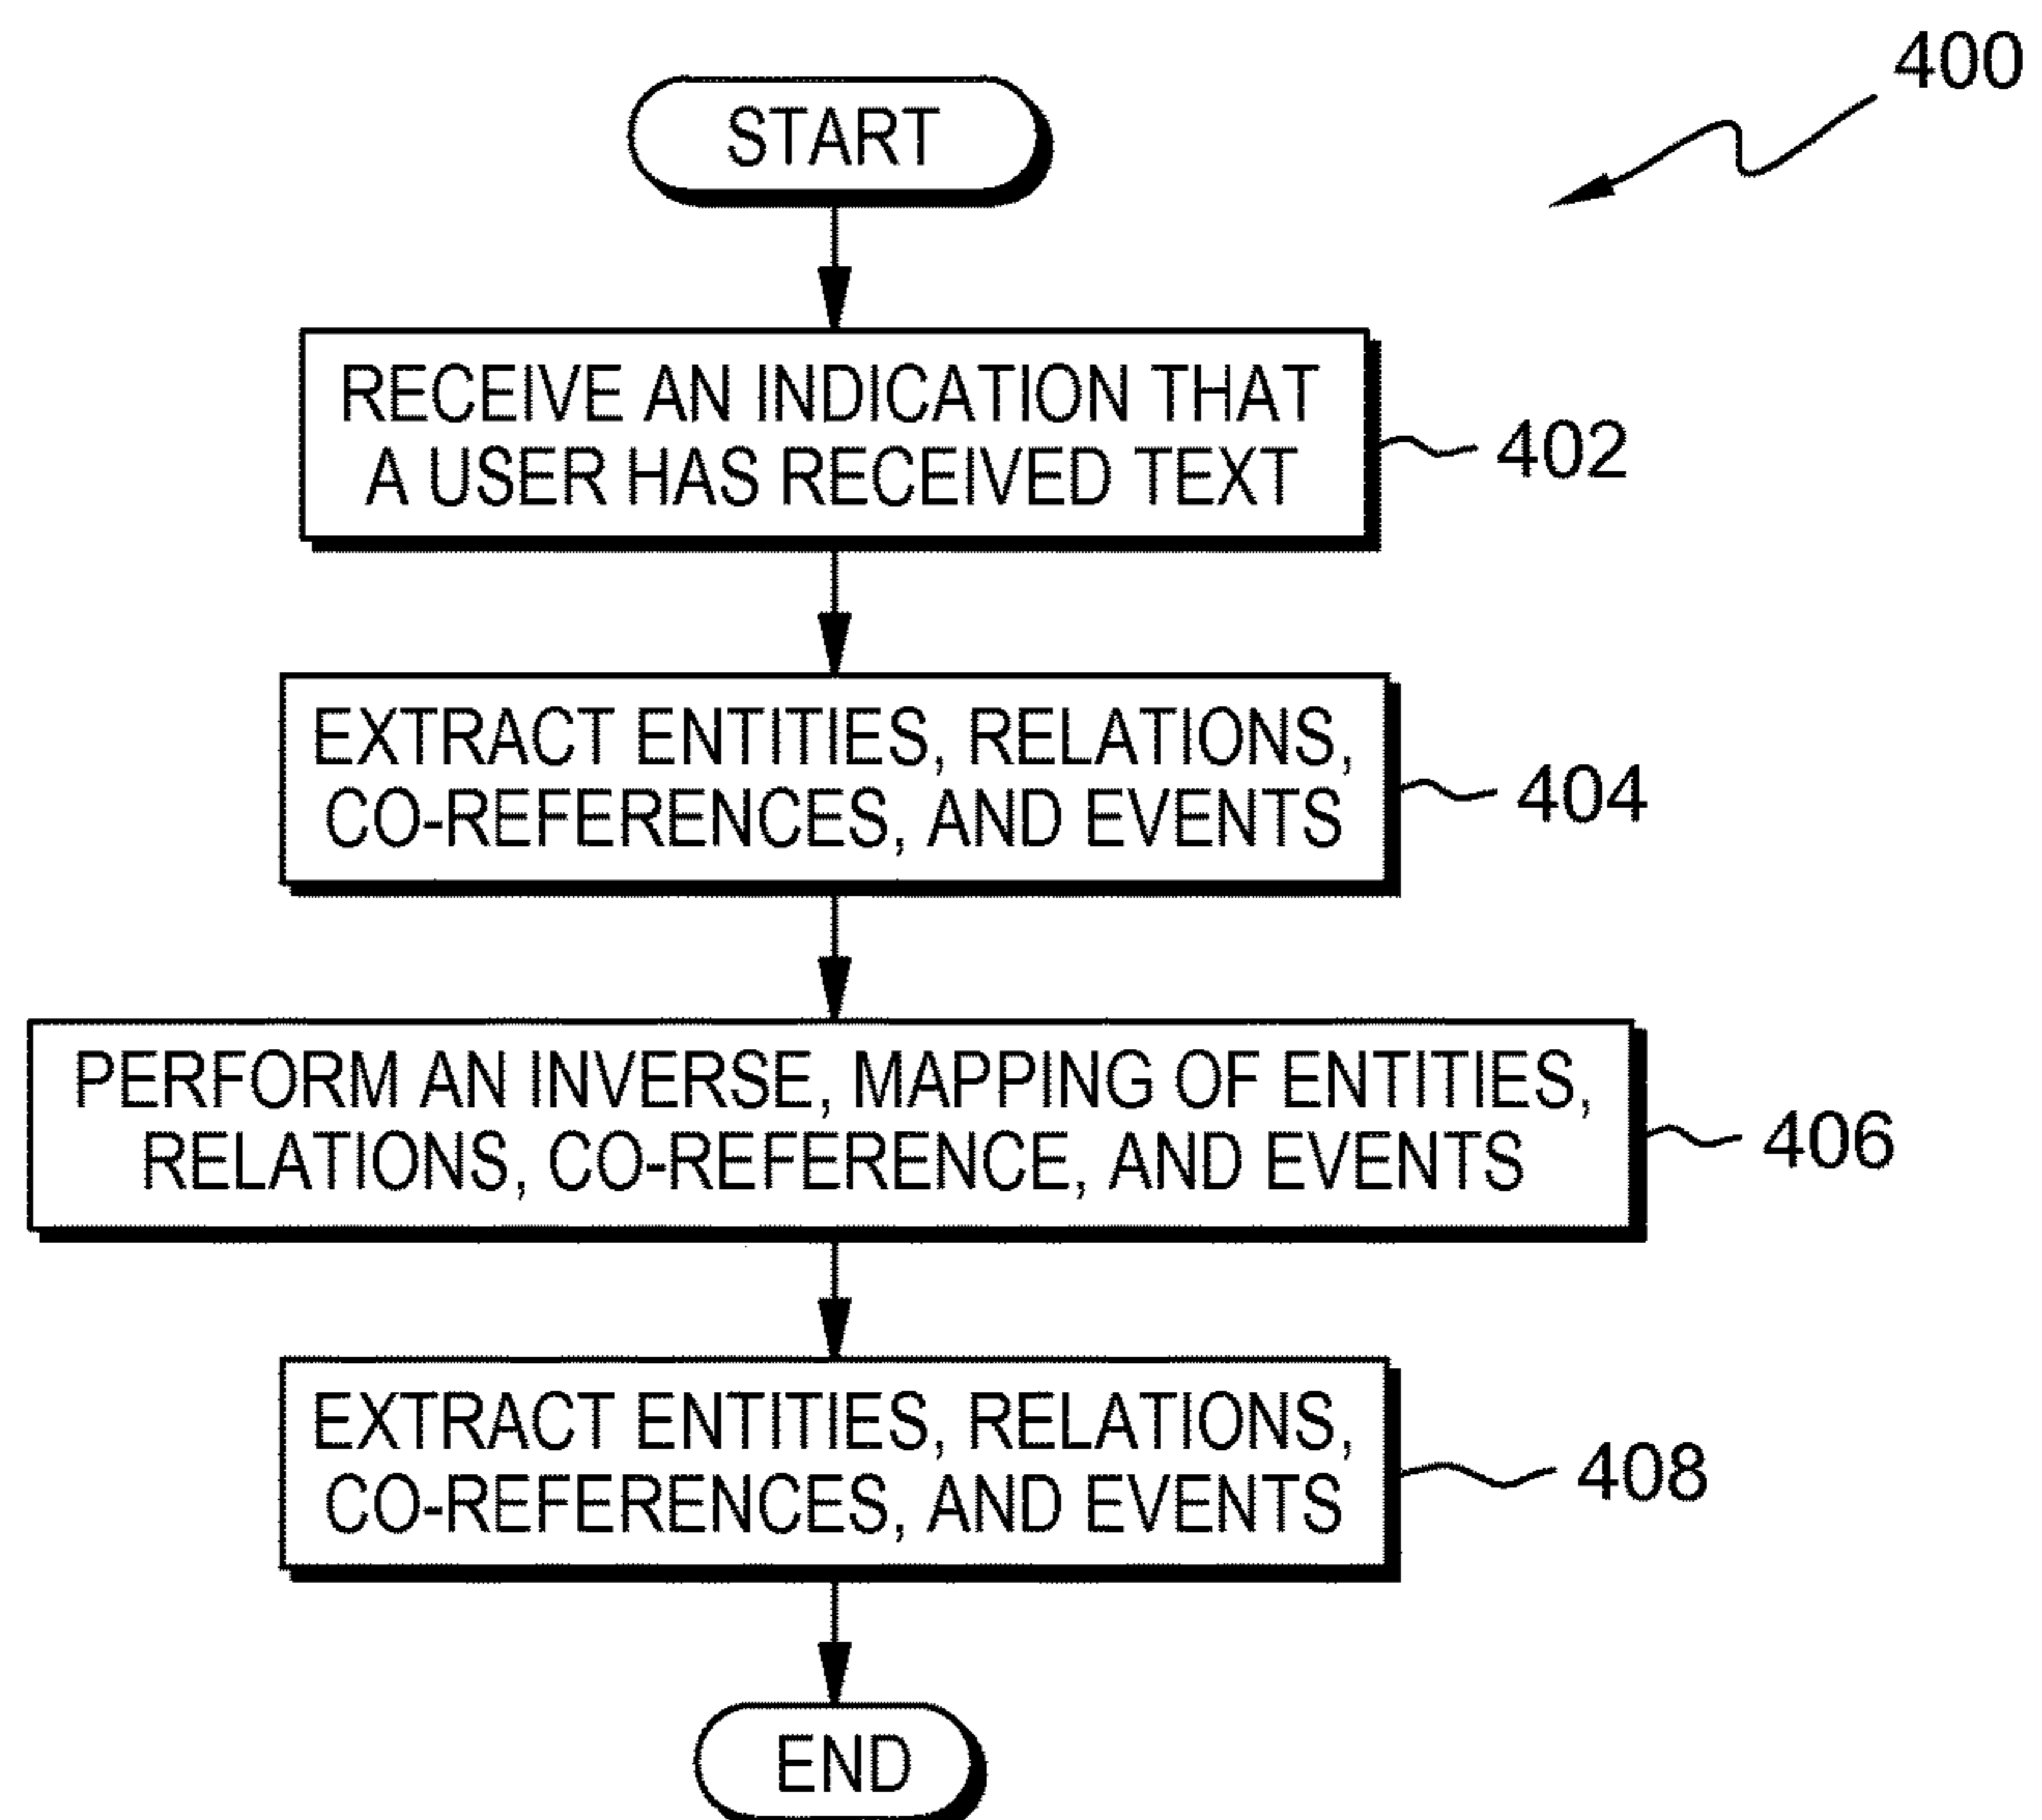 400
START
RECEIVE AN INDICATION THAT
A USER HAS RECEIVED TEXT
402
EXTRACT ENTITIES, RELATIONS,
CO-REFERENCES, AND EVENTS
404
PERFORM AN INVERSE, MAPPING OF ENTITIES,
RELATIONS, CO-REFERENCE, AND EVENTS
406
EXTRACT ENTITIES, RELATIONS,
CO-REFERENCES, AND EVENTS
408
END